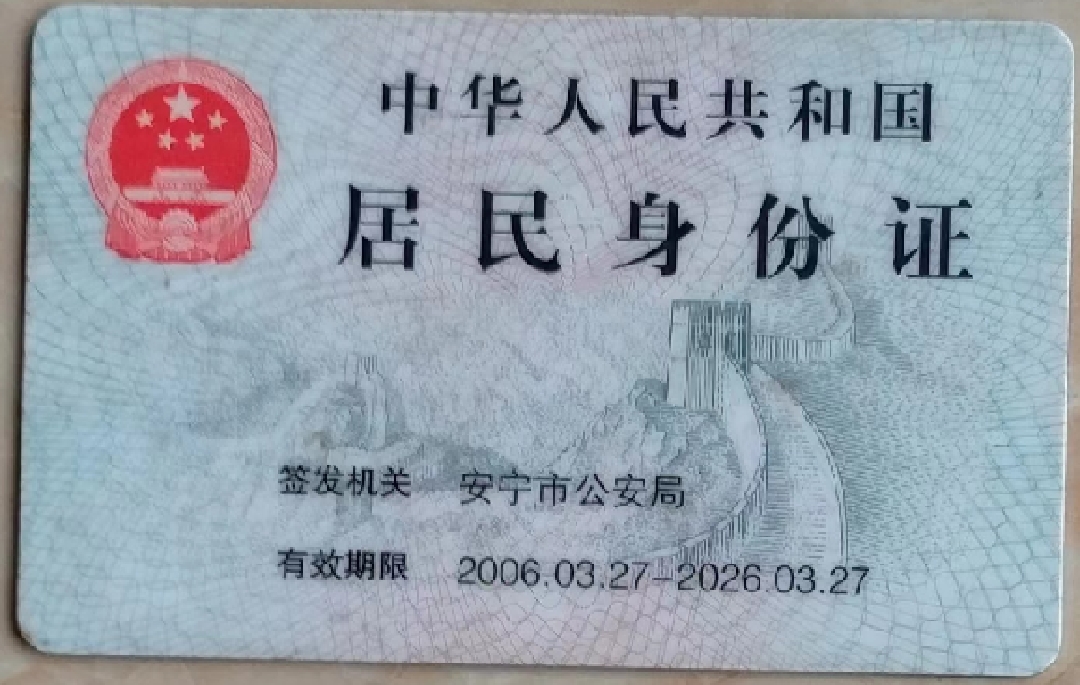 中华人民共和国
居民身份证
签发机关 安宁市公安局
有效期限 2006.03.27-2026.03.27